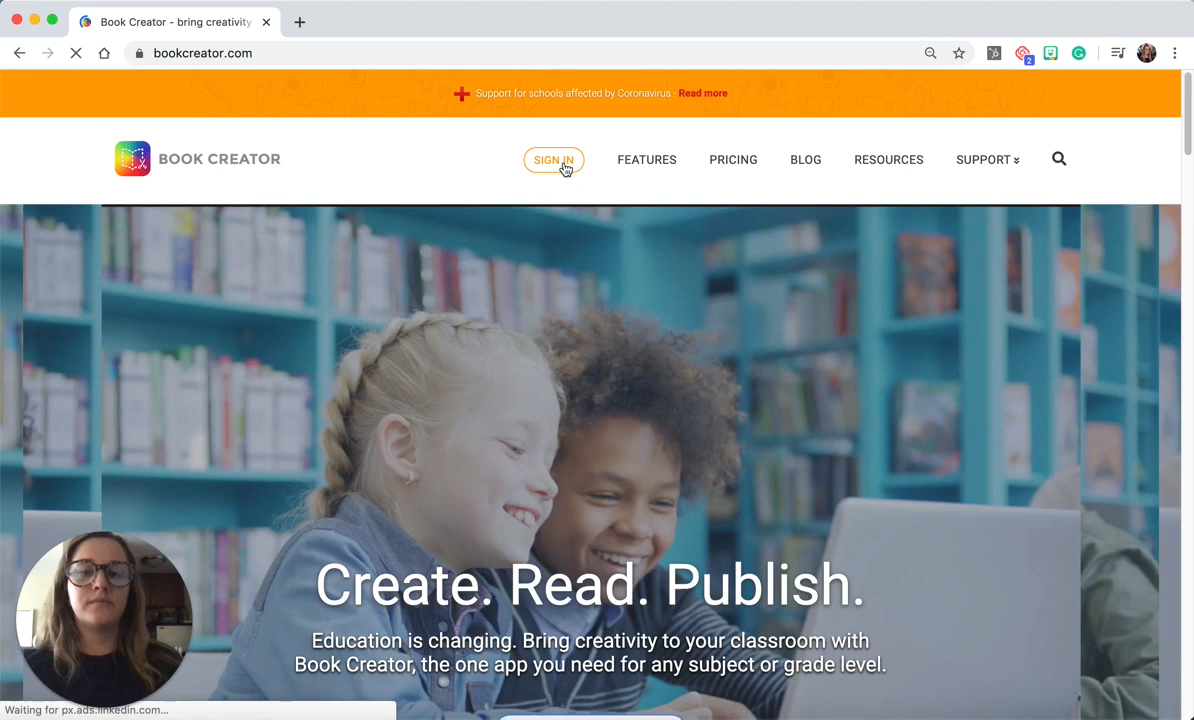 Book Creator - bring creativity
bookcreator.com
2
Support for schools affected by Coronavirus - Read more
BOOK CREATOR
SIGN IN
FEATURES
PRICING
BLOG
RESOURCES
SUPPORT
Create. Read. Publish.
Education is changing. Bring creativity to your classroom with
Book Creator, the one app you need for any subject or grade level.
Waiting for px.ads.linkedin.com...